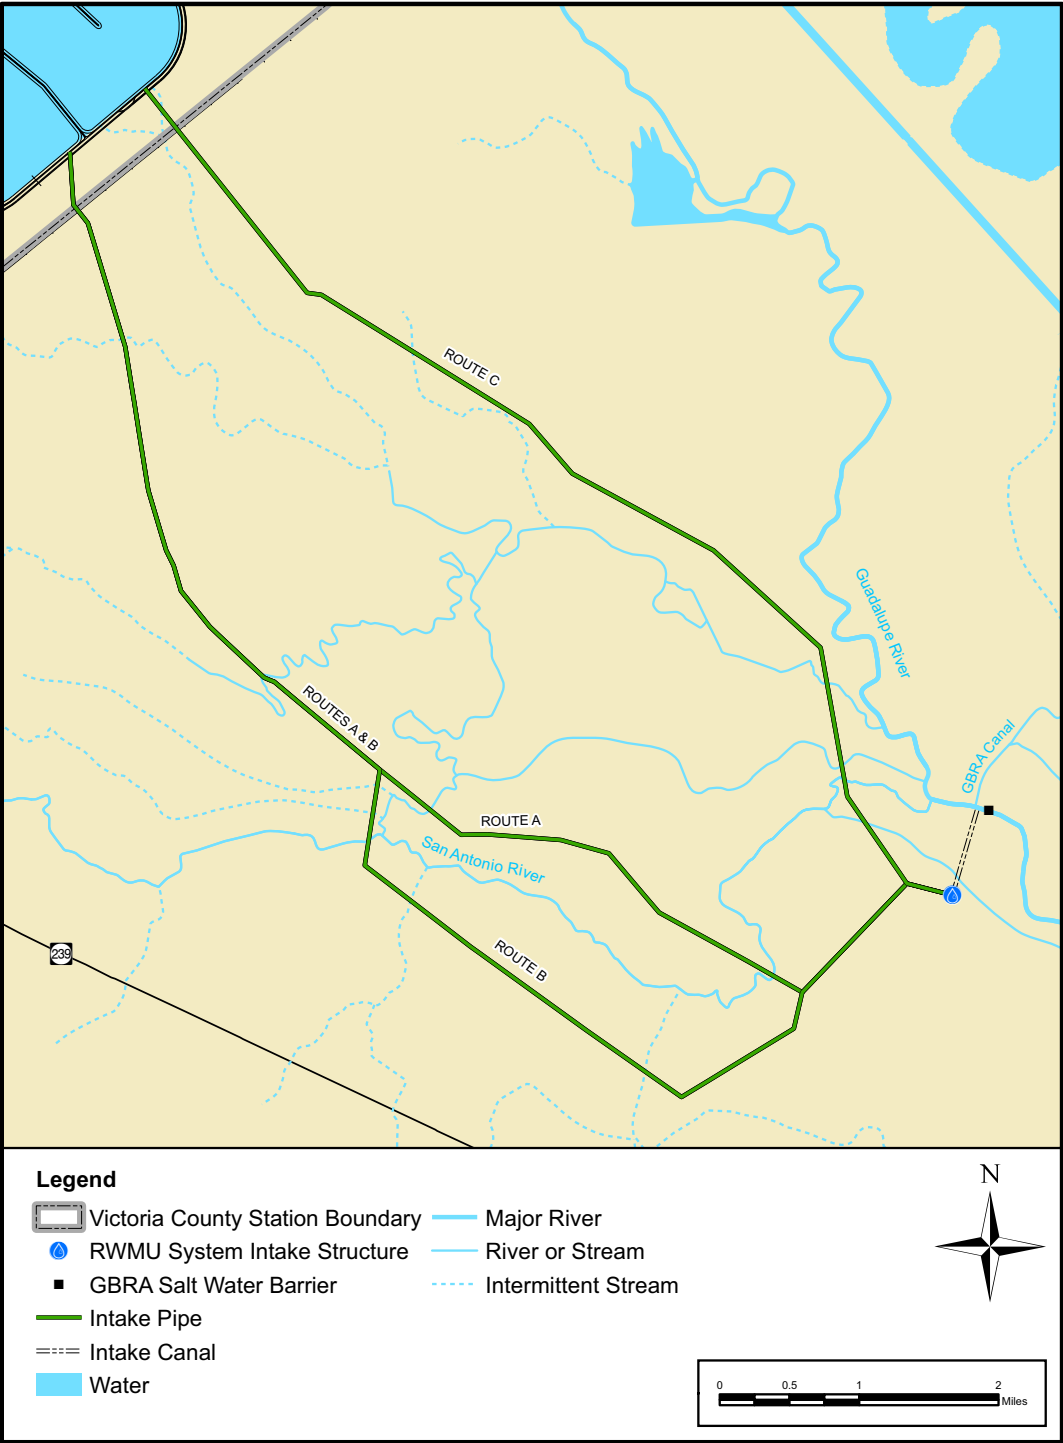 ROUTE C
Guadalupe River
ROUTES A & B
GBRA Canal
ROUTE A
San Antonio River
ROUTE B
239
Legend
Victoria County Station Boundary
RWMU System Intake Structure
GBRA Salt Water Barrier
Intake Pipe
Intake Canal
Water
Major River
River or Stream
Intermittent Stream
N
0 0.5 1 2
Miles